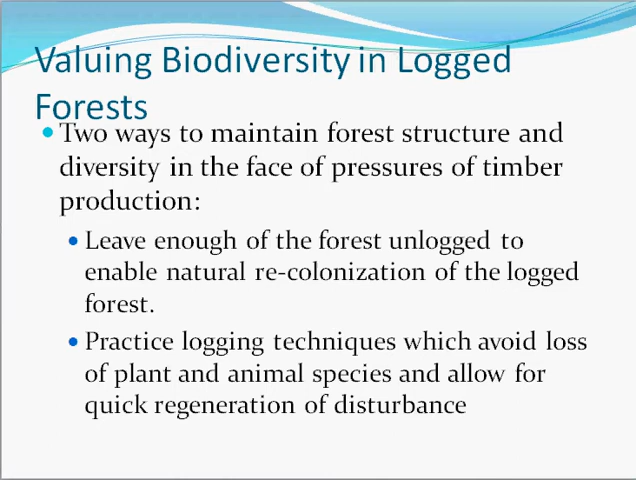 Valuing Biodiversity in Logged
Forests
Two ways to maintain forest structure and
diversity in the face of pressures of timber
production:
Leave enough of the forest unlogged to
enable natural re-colonization of the logged
forest.
Practice logging techniques which avoid loss
of plant and animal species and allow for
quick regeneration of disturbance